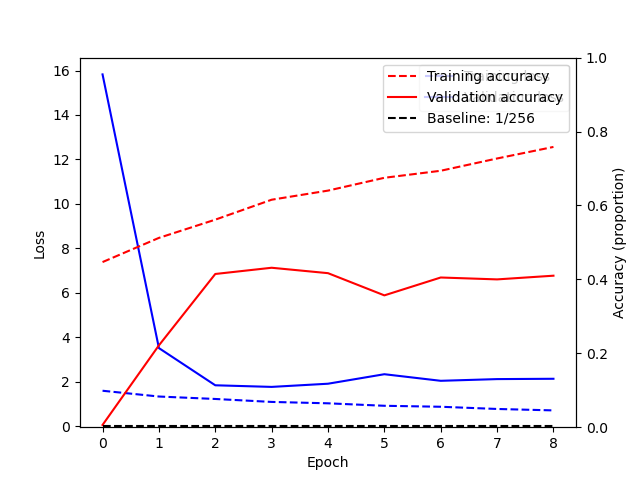 Training accuracy
Validation accuracy
Baseline: 1/256
16
14
12
10
8
6
4
2
0
Loss
1.0
0.8
0.6
0.4
0.2
0.0
Accuracy (proportion)
0 1 2 3 4 5 6 7 8
Epoch